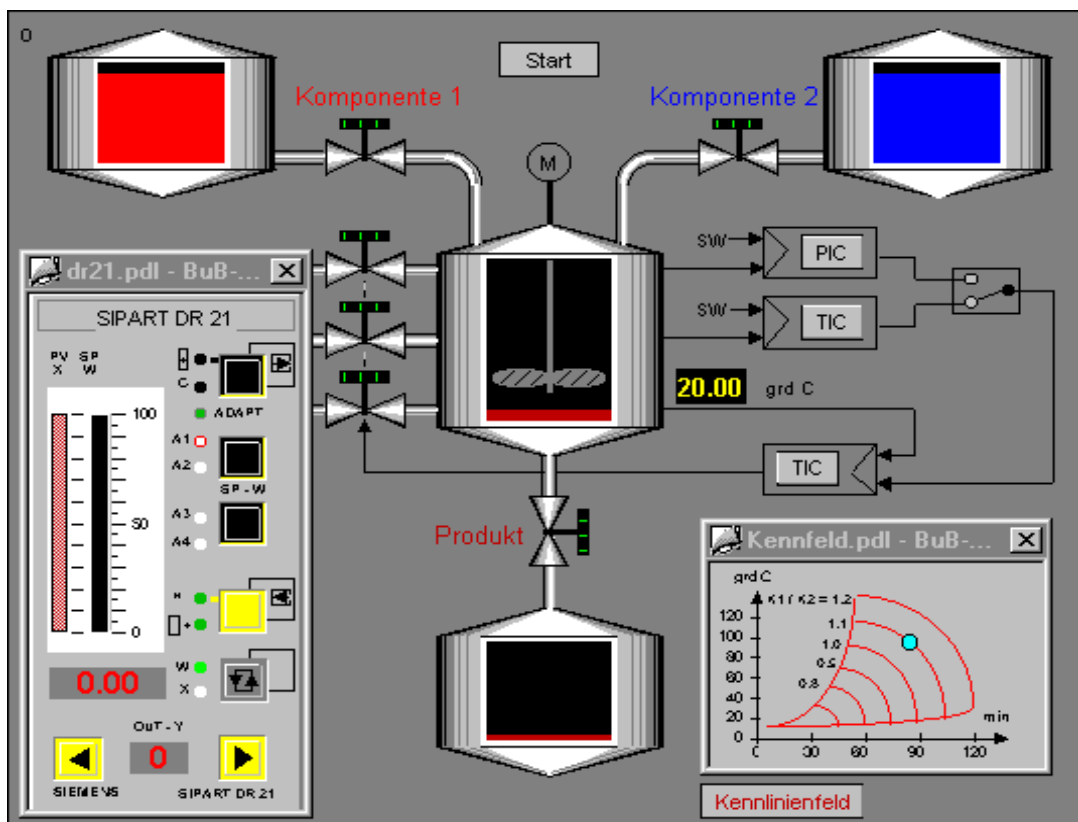 0
Start
Komponente 1
Komponente 2
M
SW
PIC
SW
TIC
20.00 grd C
TIC
Produkt
dr21.pdl - BuB-...
SIPART DR 21
PV SP
X W
C
ADAPT
100
A1
A2
SP - W
50
A3
A4
H
0
W
X
0.00
OuT - Y
0
SIEMENS
SIPART DR 21
Kennfeld.pdl - BuB-...
grd C
K1 / K2 = 1.2
120
1.1
100
1.0
80
0.9
60
0.8
40
20
min
0
0 30 60 90 120
Kennlinienfeld